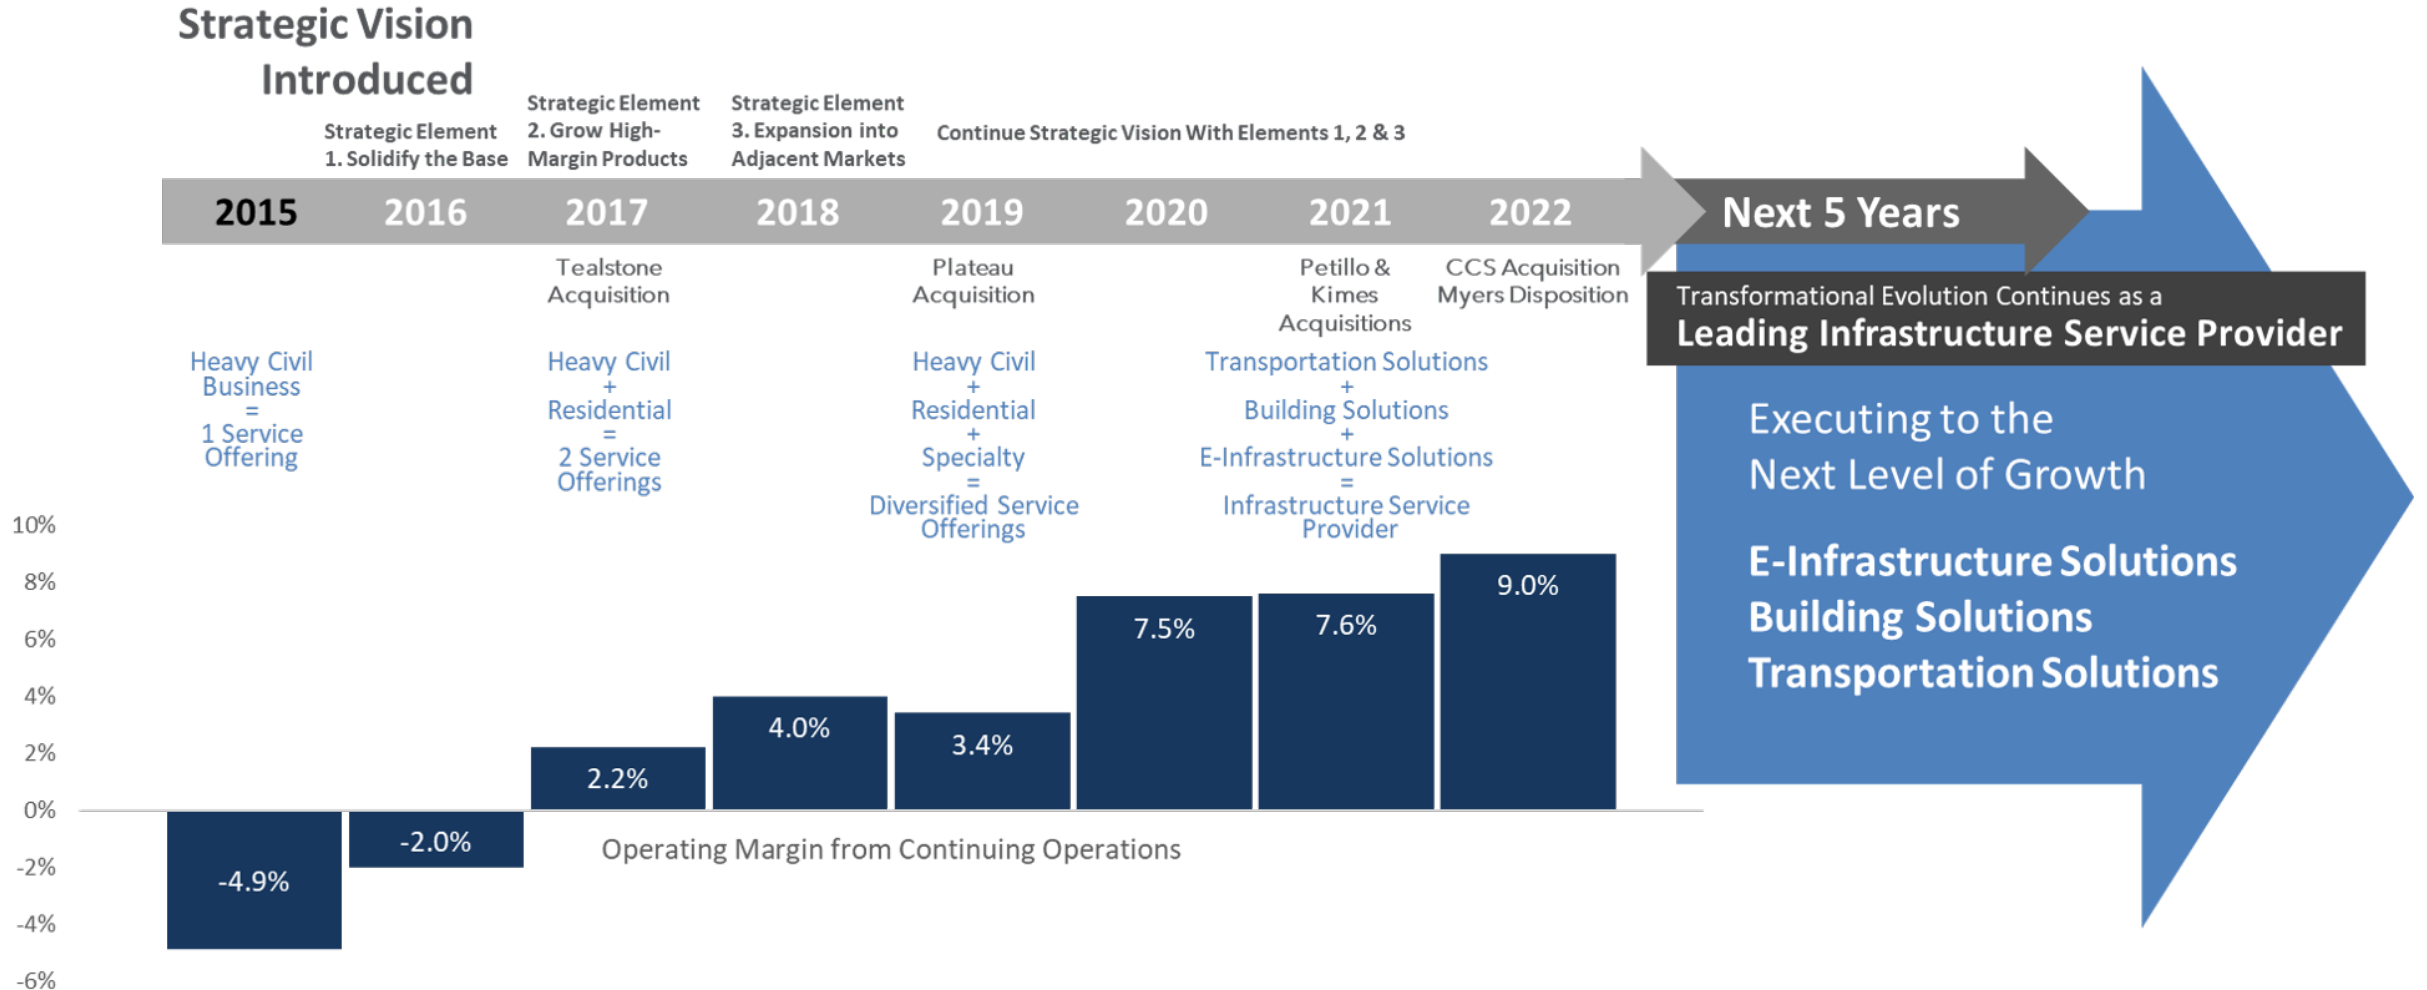 Strategic Vision
Introduced
Strategic Element
1. Solidify the Base
Strategic Element
2. Grow High-
Margin Products
Strategic Element
3. Expansion into
Adjacent Markets
Continue Strategic Vision With Elements 1, 2 & 3
2015
2016
2017
2018
2019
2020
2021
2022
Next 5 Years
Tealstone
Acquisition
Plateau
Acquisition
Petillo &
Kimes
Acquisitions
CCS Acquisition
Myers Disposition
Transformational Evolution Continues as a
Leading Infrastructure Service Provider
Heavy Civil
Business
=
1 Service
Offering
Heavy Civil
+
Residential
=
2 Service
Offerings
Heavy Civil
+
Residential
+
Specialty
=
Diversified Service
Offerings
Transportation Solutions
+
Building Solutions
+
E-Infrastructure Solutions
=
Infrastructure Service
Provider
Executing to the
Next Level of Growth
E-Infrastructure Solutions
Building Solutions
Transportation Solutions
10%
8%
6%
4%
2%
0%
-2%
-4%
-6%
-4.9%
-2.0%
2.2%
4.0%
3.4%
7.5%
7.6%
9.0%
Operating Margin from Continuing Operations